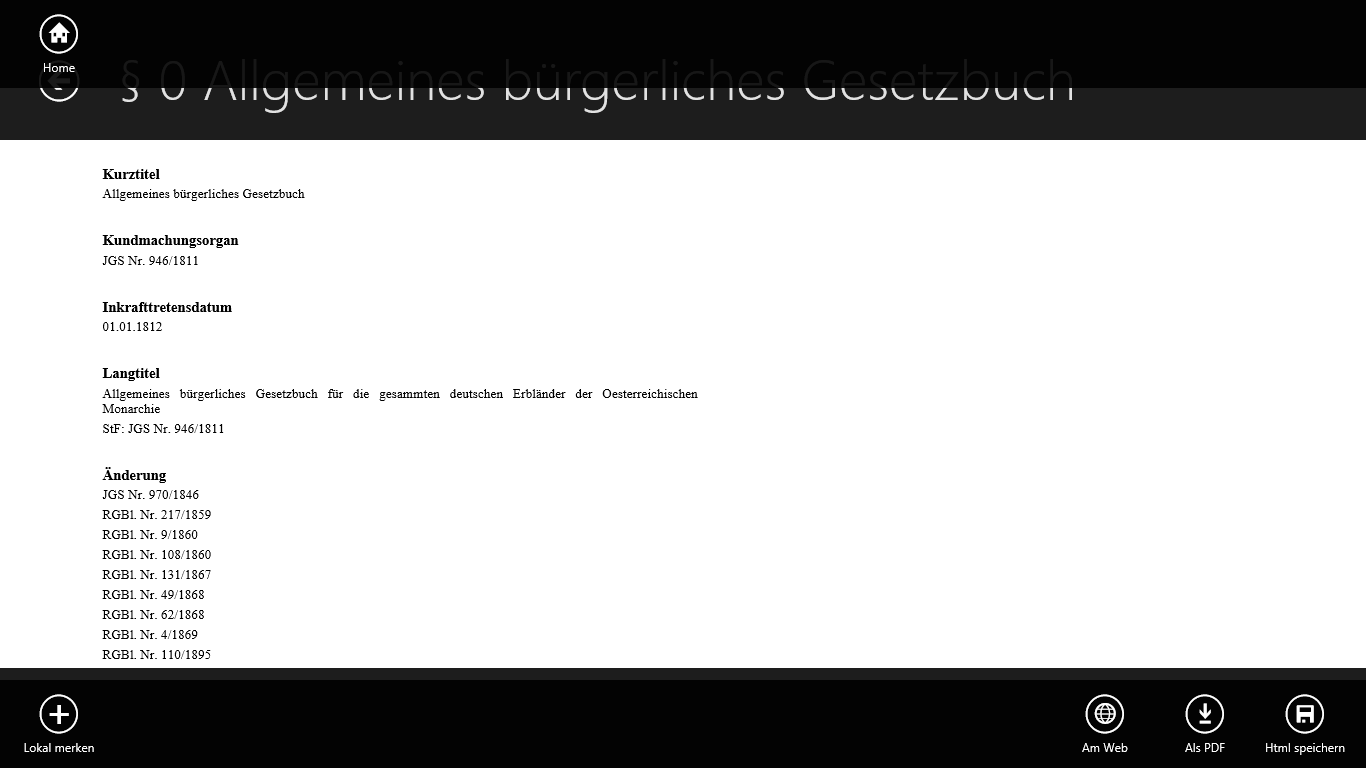 Home
§ 0 Allgemeines bürgerliches Gesetzbuch
Kurztitel
Allgemeines bürgerliches Gesetzbuch
Kundmachungsorgan
JGS Nr. 946/1811
Inkrafttretensdatum
01.01.1812
Langtitel
Allgemeines bürgerliches Gesetzbuch für die gesammten deutschen Erbländer der Oesterreichischen
Monarchie
StF: JGS Nr. 946/1811
Änderung
JGS Nr. 970/1846
RGBl. Nr. 217/1859
RGBl. Nr. 9/1860
RGBl. Nr. 108/1860
RGBl. Nr. 131/1867
RGBl. Nr. 49/1868
RGBl. Nr. 62/1868
RGBl. Nr. 4/1869
RGBl. Nr. 110/1895
Lokal merken
Am Web
Als PDF
Html speichern